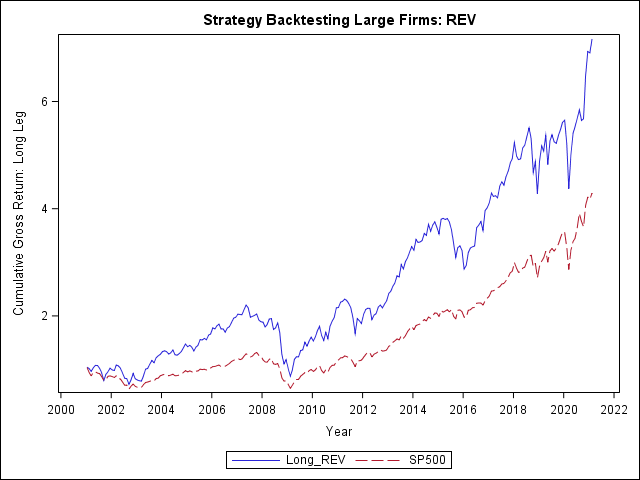 Strategy Backtesting Large Firms: REV
Cumulative Gross Return: Long Leg
6
4
2
2000 2002 2004 2006 2008 2010 2012 2014 2016 2018 2020 2022
Year
Long_REV SP500